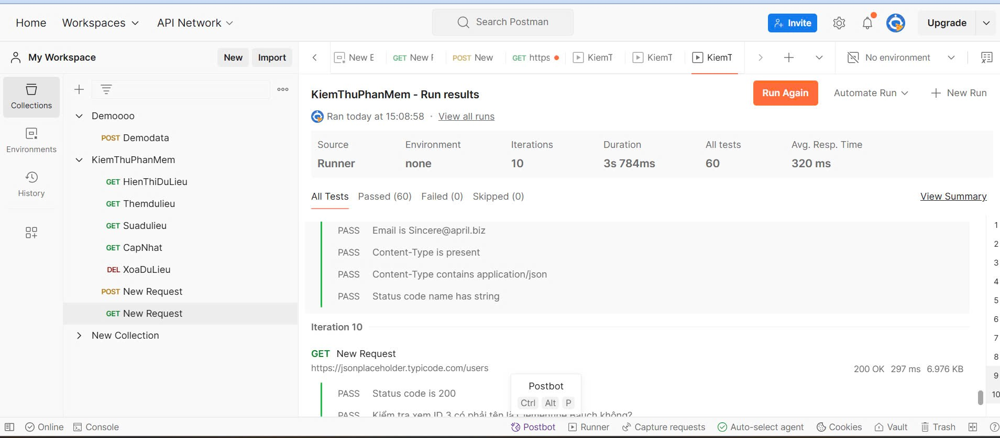 Home Workspaces API Network Search Postman Invite Upgrade
My Workspace New Import New E GET New F POST New GET https KiemT KiemT KiemT No environment
Collections
Environments
History
Demoooo
POST Demodata
KiemThuPhanMem
GET HienThiDuLieu
GET Themdulieu
GET Suadulieu
GET CapNhat
DEL XoaDuLieu
POST New Request
GET New Request
New Collection
KiemThuPhanMem - Run results Run Again Automate Run New Run
Ran today at 15:08:58 · View all runs
Source Environment Iterations Duration All tests Avg. Resp. Time
Runner none 10 3s 784ms 60 320 ms
All Tests Passed (60) Failed (0) Skipped (0) View Summary
PASS Email is Sincere@april.biz
PASS Content-Type is present
PASS Content-Type contains application/json
PASS Status code name has string
Iteration 10
GET New Request
https://jsonplaceholder.typicode.com/users 200 OK 297 ms 6.976 KB
PASS Status code is 200
PASS Kiểm tra xem ID 3 có phải tên là Clementine Bauch không?
Postbot
Ctrl Alt P
1
2
3
4
5
6
7
8
9
10
Online Console Postbot Runner Capture requests Auto-select agent Cookies Vault Trash